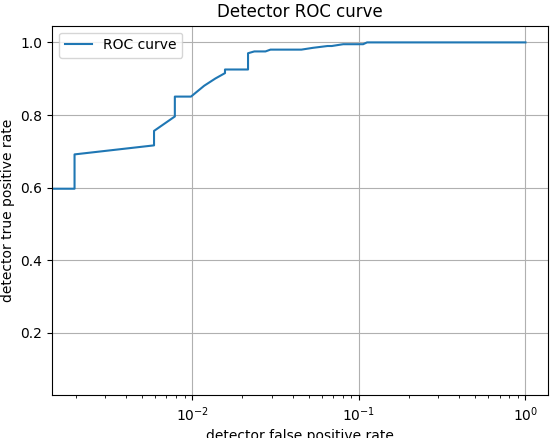 Detector ROC curve
ROC curve
detector true positive rate
1.0
0.8
0.6
0.4
0.2
10⁻²
10⁻¹
10⁰
detector false positive rate